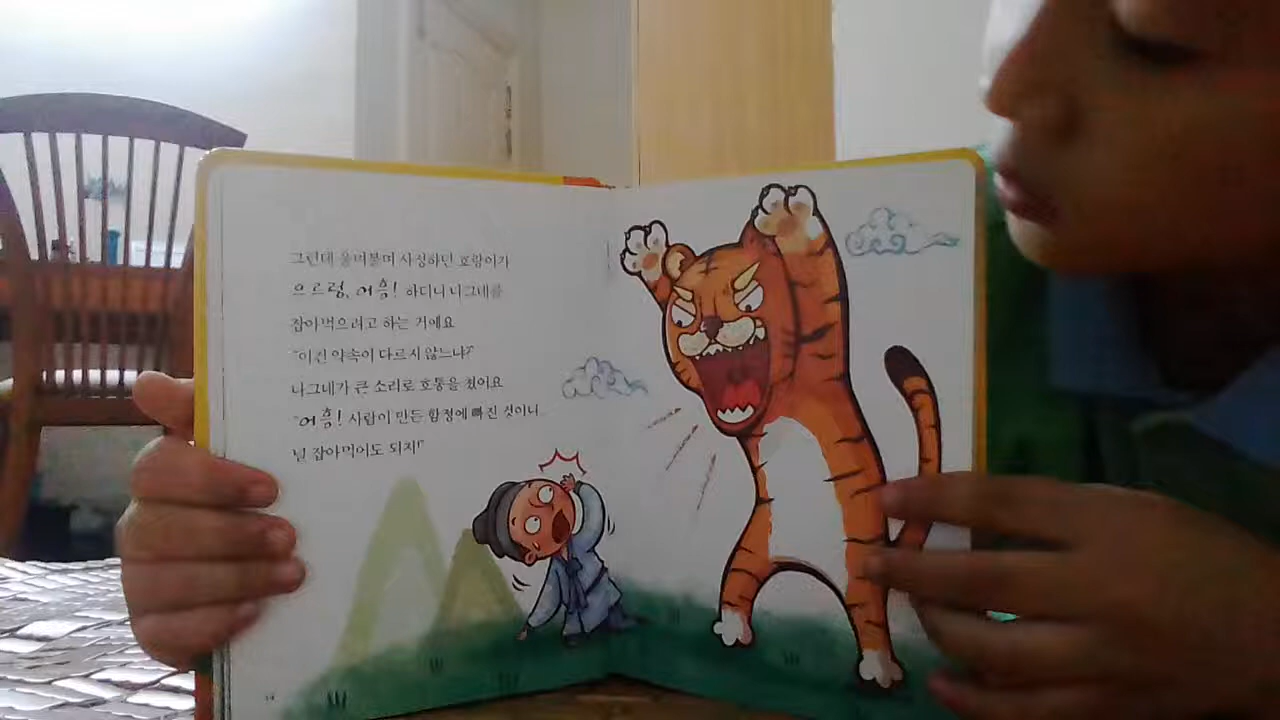 그런데 울며불며 사정하던 호랑이가
으르렁, 어흥! 하더니 나그네를
잡아먹으려고 하는 거예요
"이건 약속이 다르지 않느냐?"
나그네가 큰 소리로 호통을 쳤어요
"어흥! 사람이 만든 함정에 빠진 것이니
널 잡아먹어도 되지!"
14